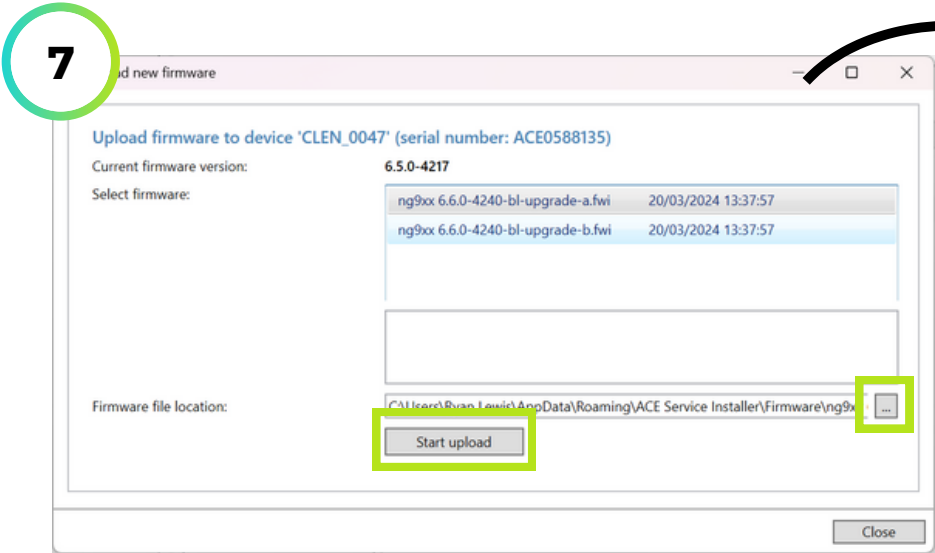 7
d new firmware
Upload firmware to device 'CLEN_0047' (serial number: ACE0588135)
Current firmware version: 6.5.0-4217
Select firmware:
ng9xx 6.6.0-4240-bl-upgrade-a.fwi 20/03/2024 13:37:57
ng9xx 6.6.0-4240-bl-upgrade-b.fwi 20/03/2024 13:37:57
Firmware file location: C:\Users\Ryan Lewis\AppData\Roaming\ACE Service Installer\Firmware\ng9x ...
Start upload
Close